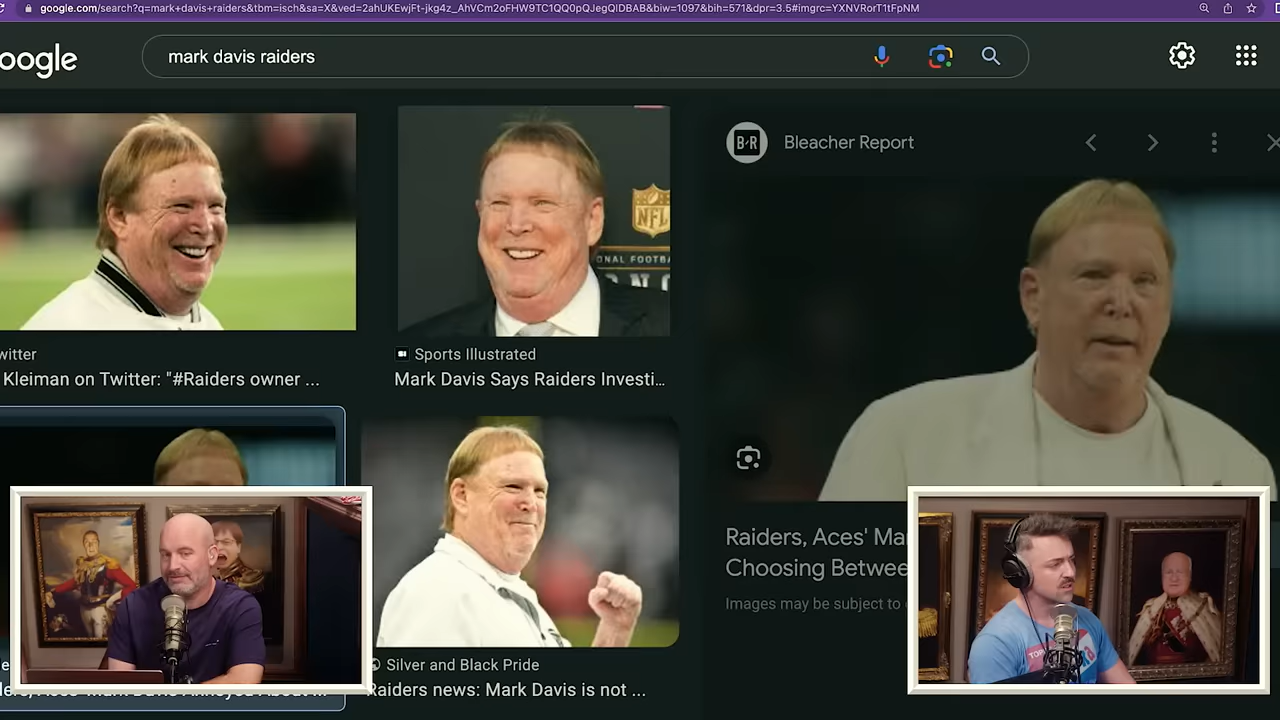 google.com/search?q=mark+davis+raiders&tbm=isch&sa=X&ved=2ahUKEwjFt-jkg4z_AhVCm2oFHW9TC1QQ0pQJegQIDBAB&biw=1097&bih=571&dpr=3.5#imgrc=YXNVRorT1tFpNM
oogle
mark davis raiders
B/R
Bleacher Report
NFL
ONAL FOOTBA
witter
Sports Illustrated
Kleiman on Twitter: "#Raiders owner ...
Mark Davis Says Raiders Investi...
Raiders, Aces' Ma
Choosing Betwee
Images may be subject to
Silver and Black Pride
Raiders news: Mark Davis is not ...